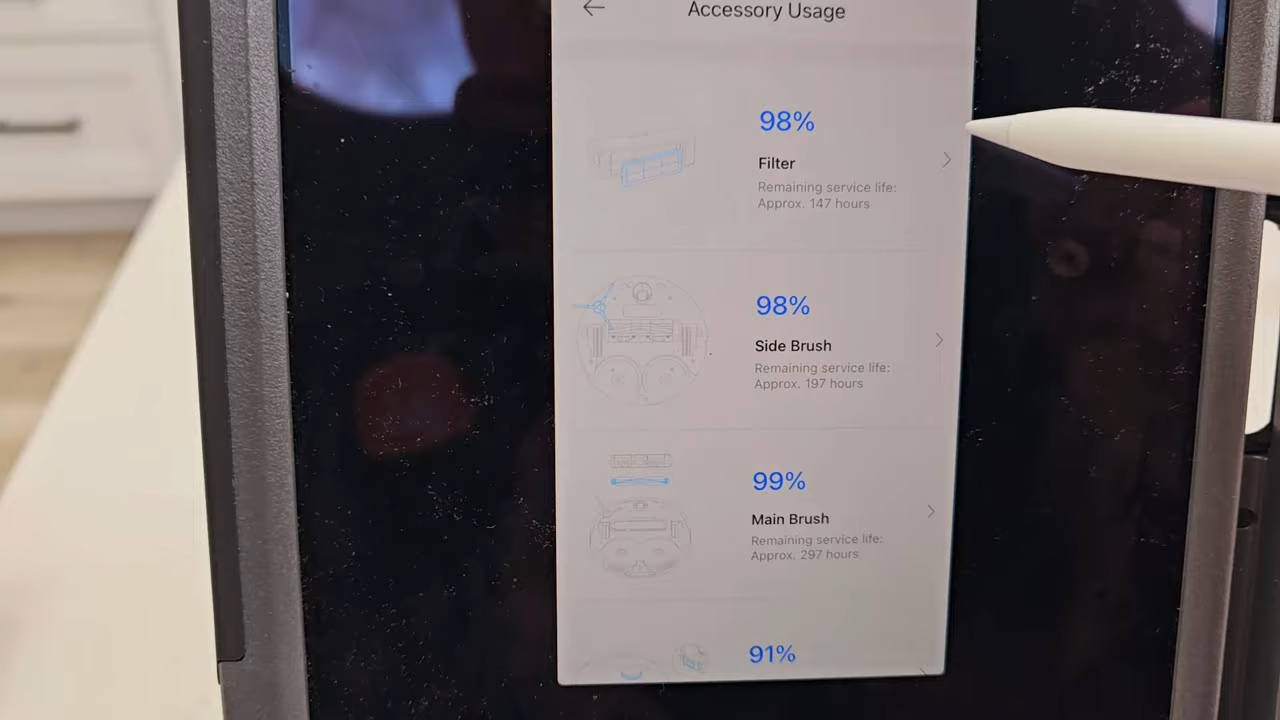 Accessory Usage
98%
Filter
Remaining service life:
Approx. 147 hours
98%
Side Brush
Remaining service life:
Approx. 197 hours
99%
Main Brush
Remaining service life:
Approx. 297 hours
91%